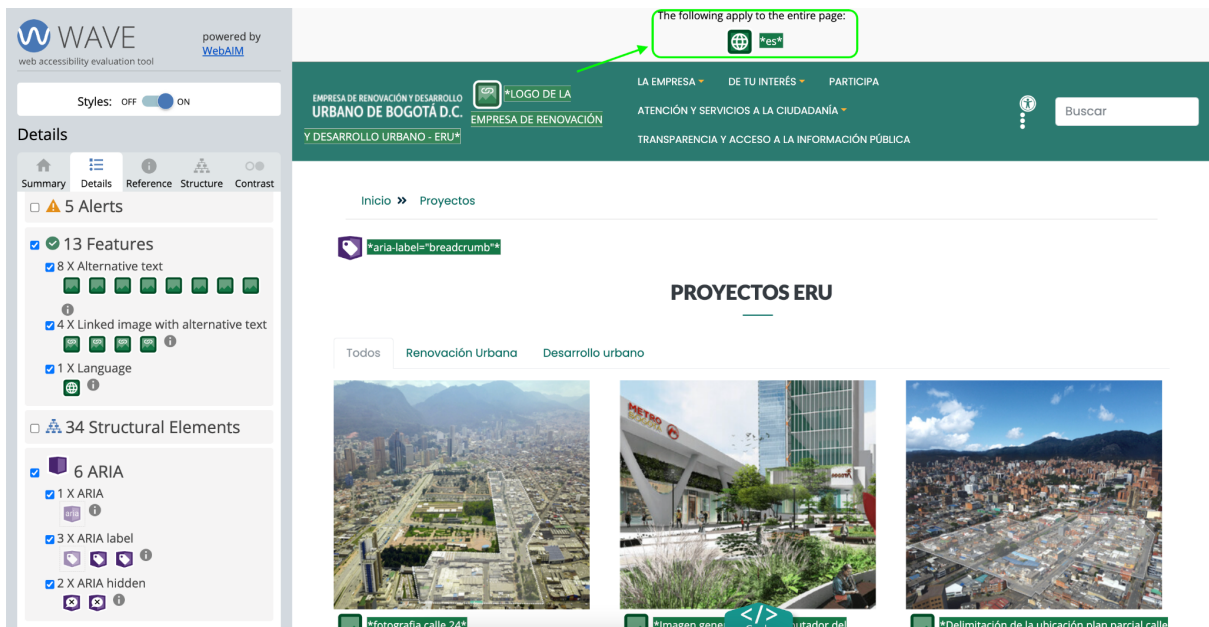 WAVE
web accessibility evaluation tool
powered by
WebAIM
Styles: OFF ON
Details
Summary Details Reference Structure Contrast
5 Alerts
13 Features
8 X Alternative text
4 X Linked image with alternative text
1 X Language
34 Structural Elements
6 ARIA
1 X ARIA
aria
3 X ARIA label
2 X ARIA hidden
The following apply to the entire page:
*es*
EMPRESA DE RENOVACIÓN Y DESARROLLO
URBANO DE BOGOTÁ D.C.
*LOGO DE LA
EMPRESA DE RENOVACIÓN
Y DESARROLLO URBANO - ERU*
LA EMPRESA DE TU INTERÉS PARTICIPA
ATENCIÓN Y SERVICIOS A LA CIUDADANÍA
TRANSPARENCIA Y ACCESO A LA INFORMACIÓN PÚBLICA
Buscar
Inicio » Proyectos
*aria-label="breadcrumb"*
PROYECTOS ERU
Todos Renovación Urbana Desarrollo urbano
METRO
*fotografia calle 24*
*Imagen gene
utador del
</>
*Delimitación de la ubicación plan parcial calle